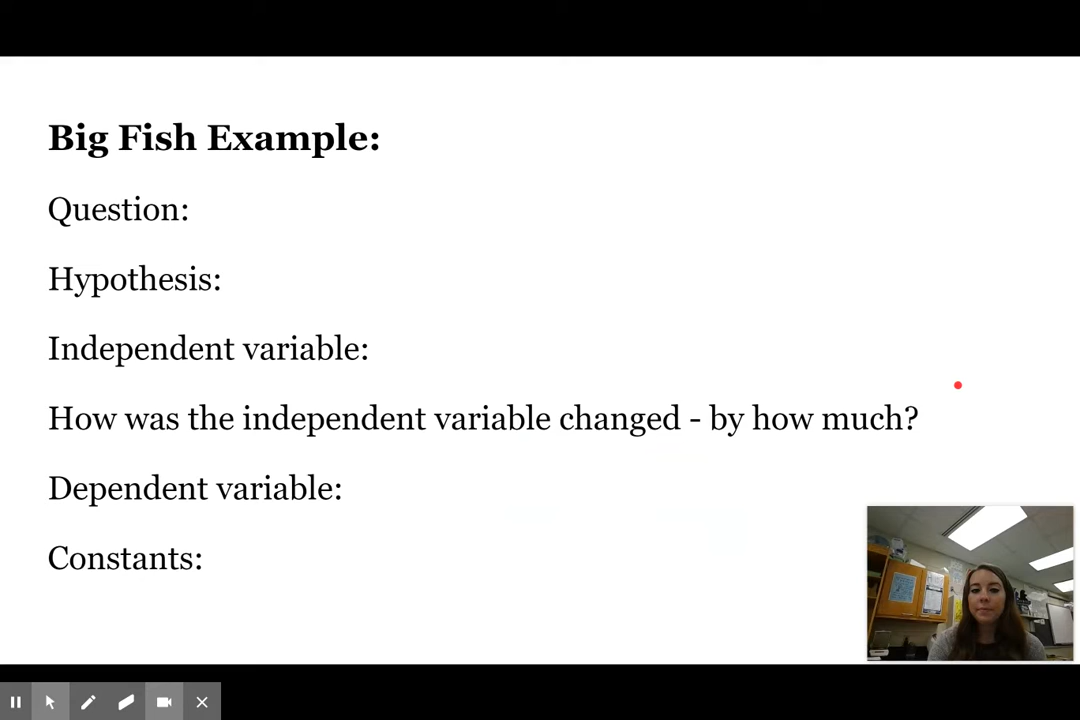 Big Fish Example:
Question:
Hypothesis:
Independent variable:
How was the independent variable changed - by how much?
Dependent variable:
Constants: